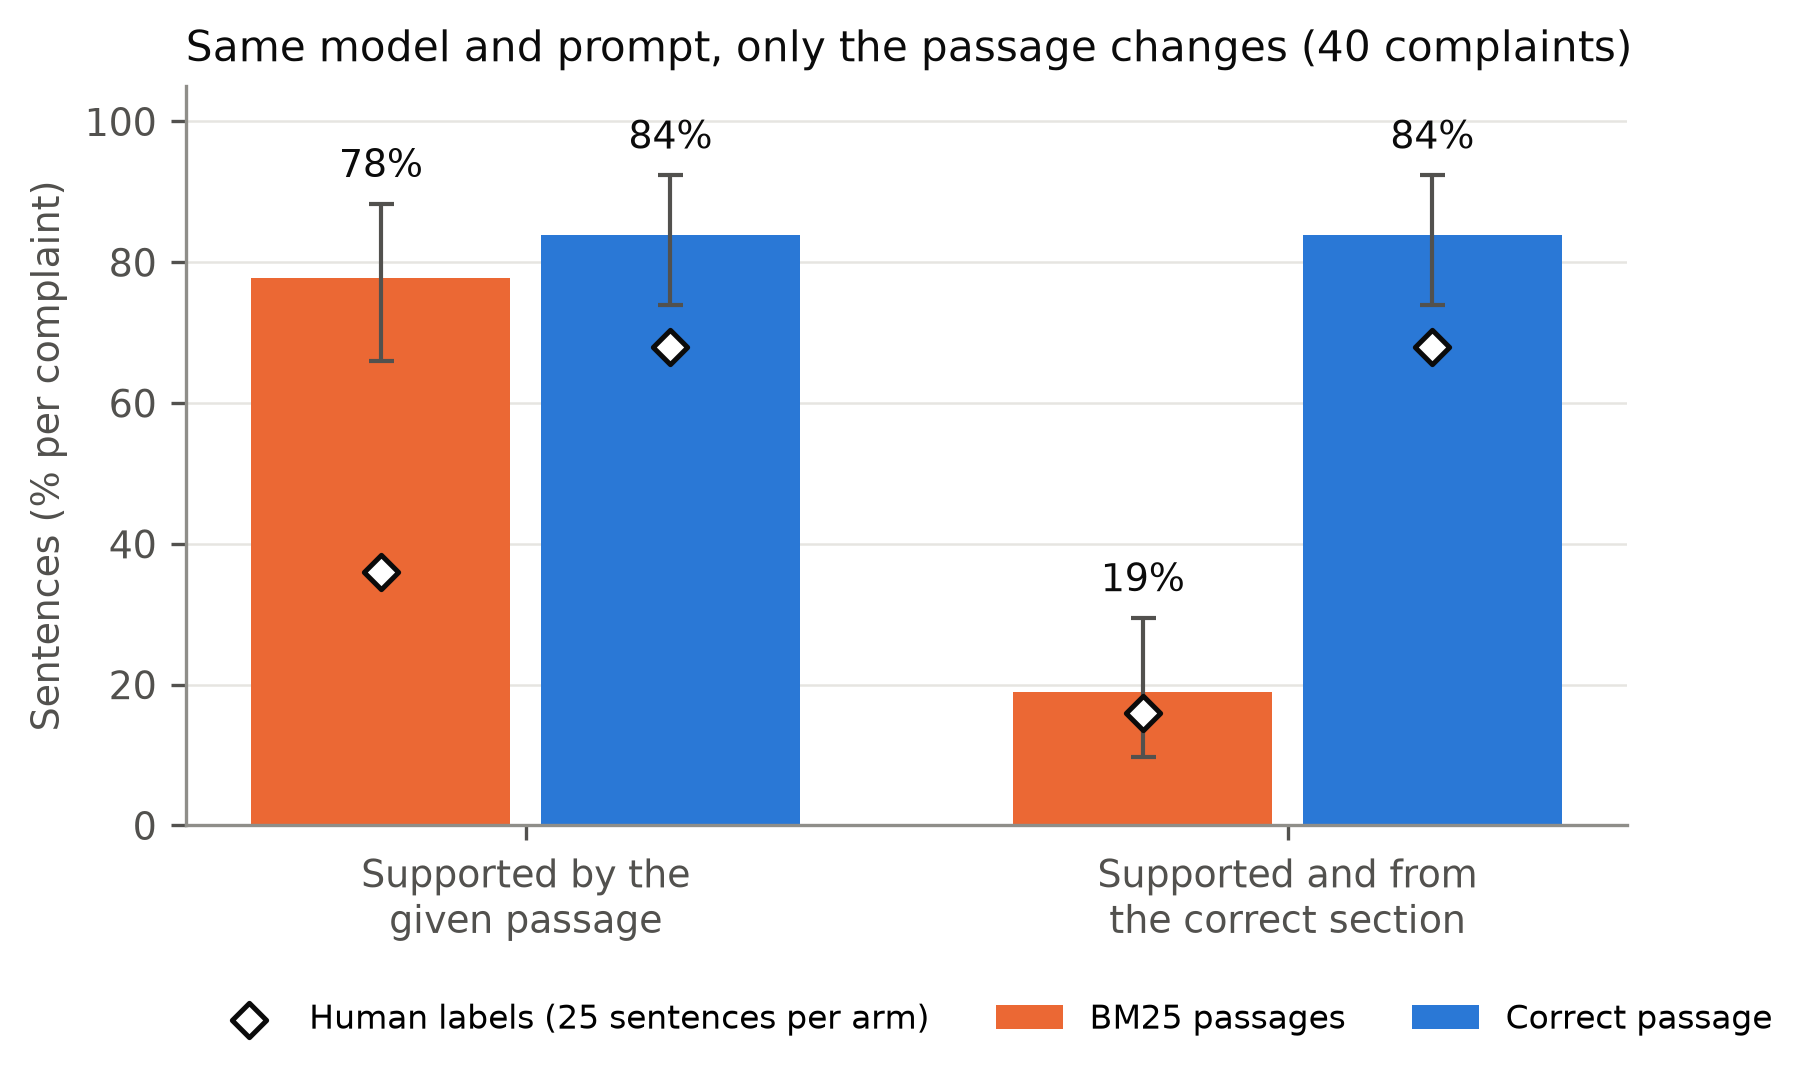 Same model and prompt, only the passage changes (40 complaints)
Sentences (% per complaint)
100
80
60
40
20
0
78%
84%
19%
84%
Supported by the
given passage
Supported and from
the correct section
Human labels (25 sentences per arm)
BM25 passages
Correct passage